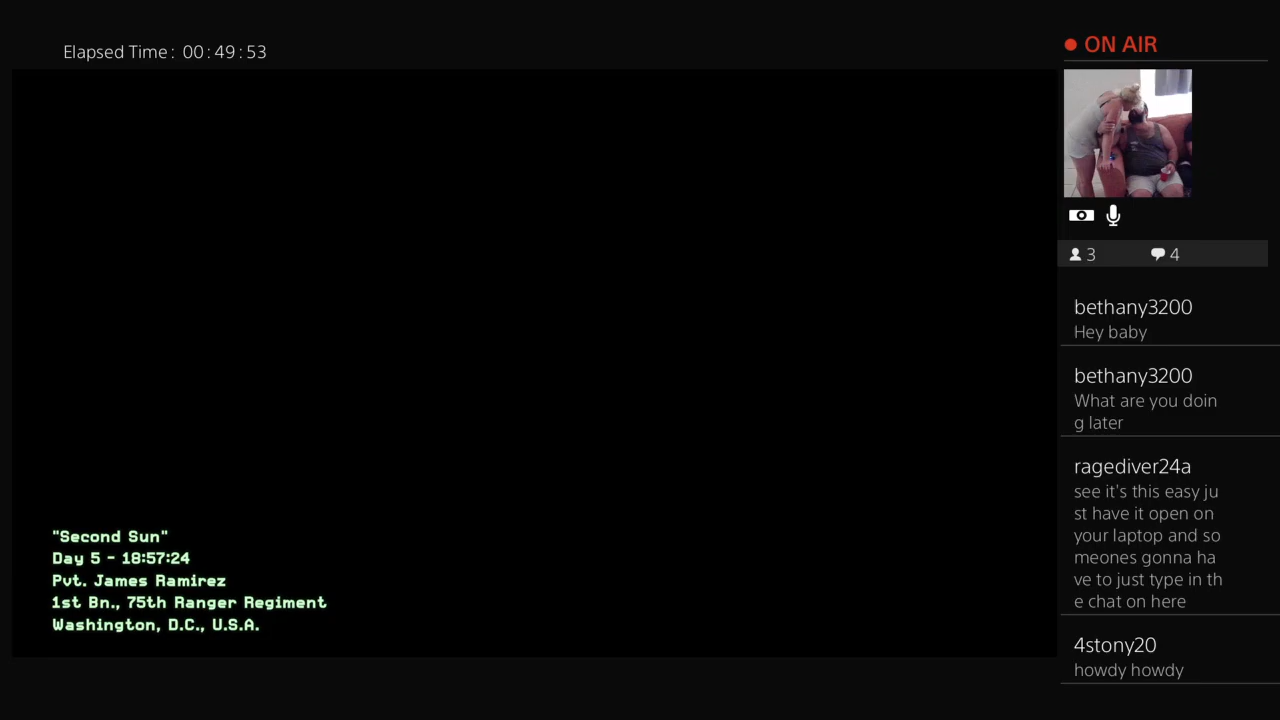 Elapsed Time: 00:49:53
ON AIR
3
4
bethany3200
Hey baby
bethany3200
What are you doin
g later
ragediver24a
see it's this easy ju
st have it open on
your laptop and so
meones gonna ha
ve to just type in th
e chat on here
4stony20
howdy howdy
"Second Sun"
Day 5 - 18:57:24
Pvt. James Ramirez
1st Bn., 75th Ranger Regiment
Washington, D.C., U.S.A.